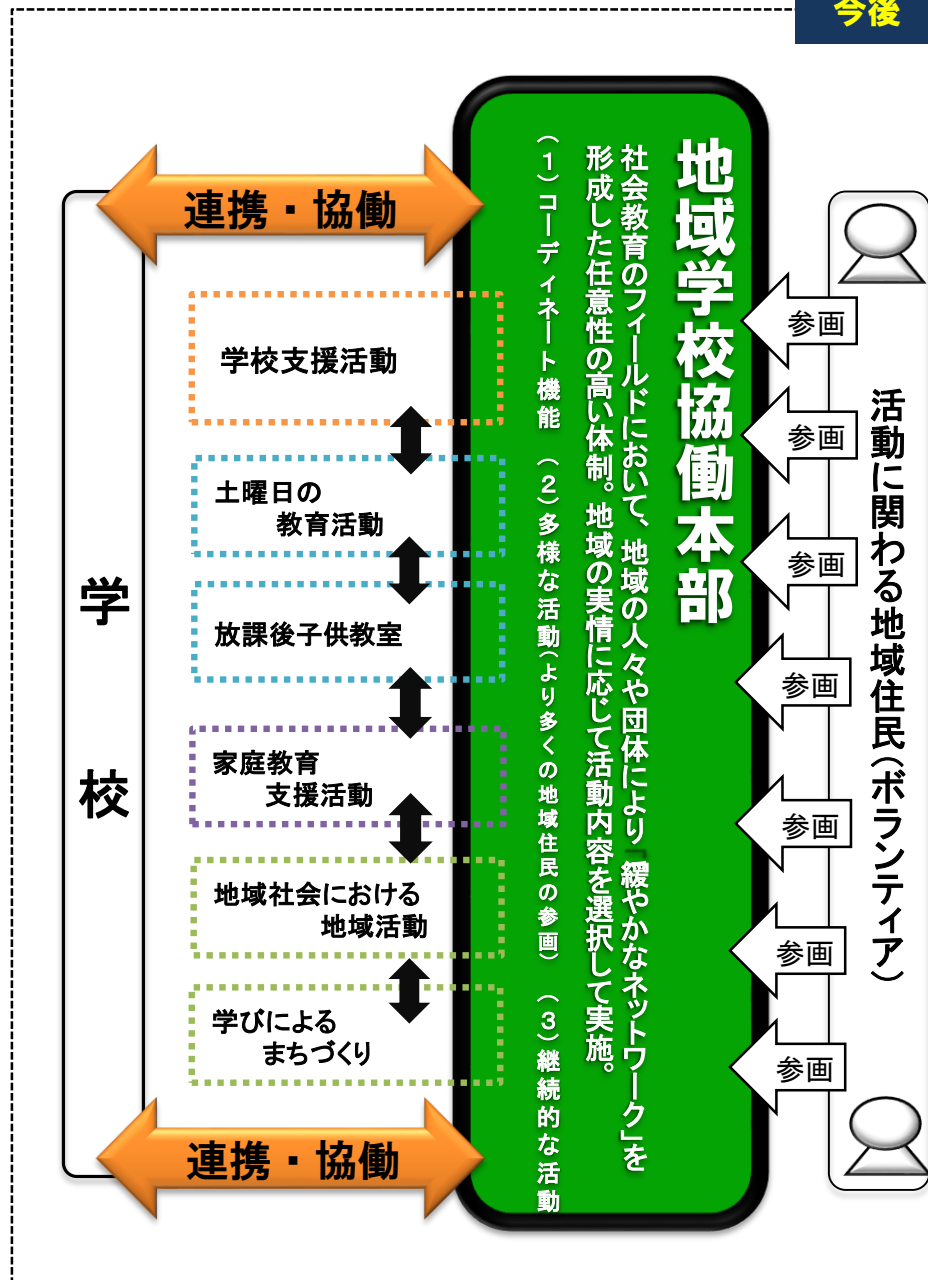 今後
地域学校協働本部
社会教育のフィールドにおいて、地域の人々や団体により「緩やかなネットワーク」を
形成した任意性の高い体制。地域の実情に応じて活動内容を選択して実施。
（１）コーディネート機能　（２）多様な活動（より多くの地域住民の参画）　（３）継続的な活動
連携・協働
学校支援活動
土曜日の
教育活動
放課後子供教室
家庭教育
支援活動
地域社会における
地域活動
学びによる
まちづくり
連携・協働
学校
参画
参画
参画
参画
参画
参画
参画
活動に関わる地域住民（ボランティア）